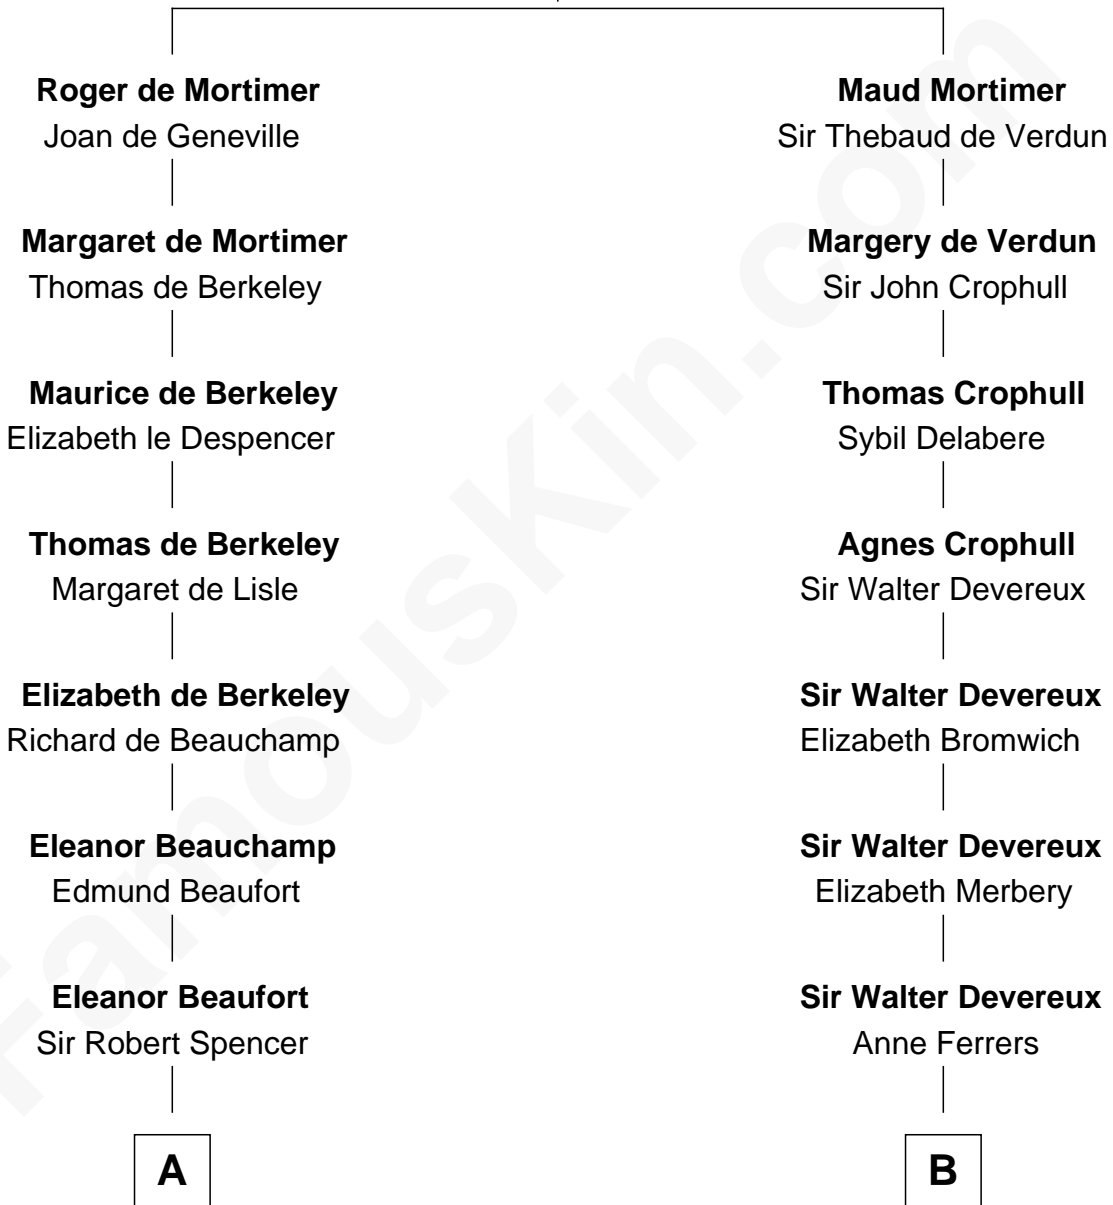 Roger de Mortimer
Joan de Geneville
Margaret de Mortimer
Thomas de Berkeley
Maurice de Berkeley
Elizabeth le Despencer
Thomas de Berkeley
Margaret de Lisle
Elizabeth de Berkeley
Richard de Beauchamp
Eleanor Beauchamp
Edmund Beaufort
Eleanor Beaufort
Sir Robert Spencer
A
Maud Mortimer
Sir Thebaud de Verdun
Margery de Verdun
Sir John Crophull
Thomas Crophull
Sybil Delabere
Agnes Crophull
Sir Walter Devereux
Sir Walter Devereux
Elizabeth Bromwich
Sir Walter Devereux
Elizabeth Merbery
Sir Walter Devereux
Anne Ferrers
B
FamousKin.com